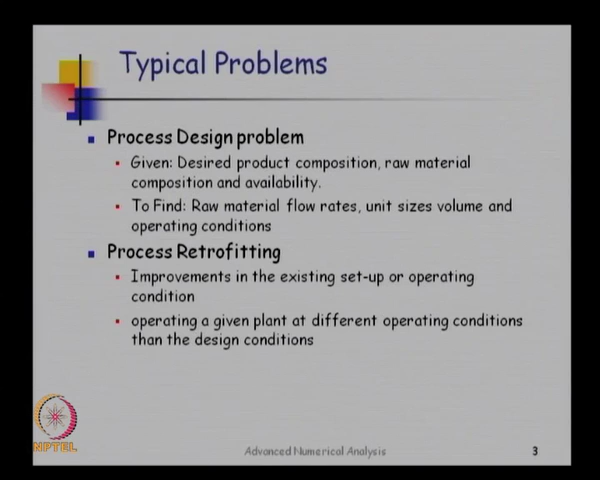 Typical Problems
Process Design problem
Given: Desired product composition, raw material
composition and availability.
To Find: Raw material flow rates, unit sizes volume and
operating conditions
Process Retrofitting
Improvements in the existing set-up or operating
condition
operating a given plant at different operating conditions
than the design conditions
NPTEL
Advanced Numerical Analysis
3